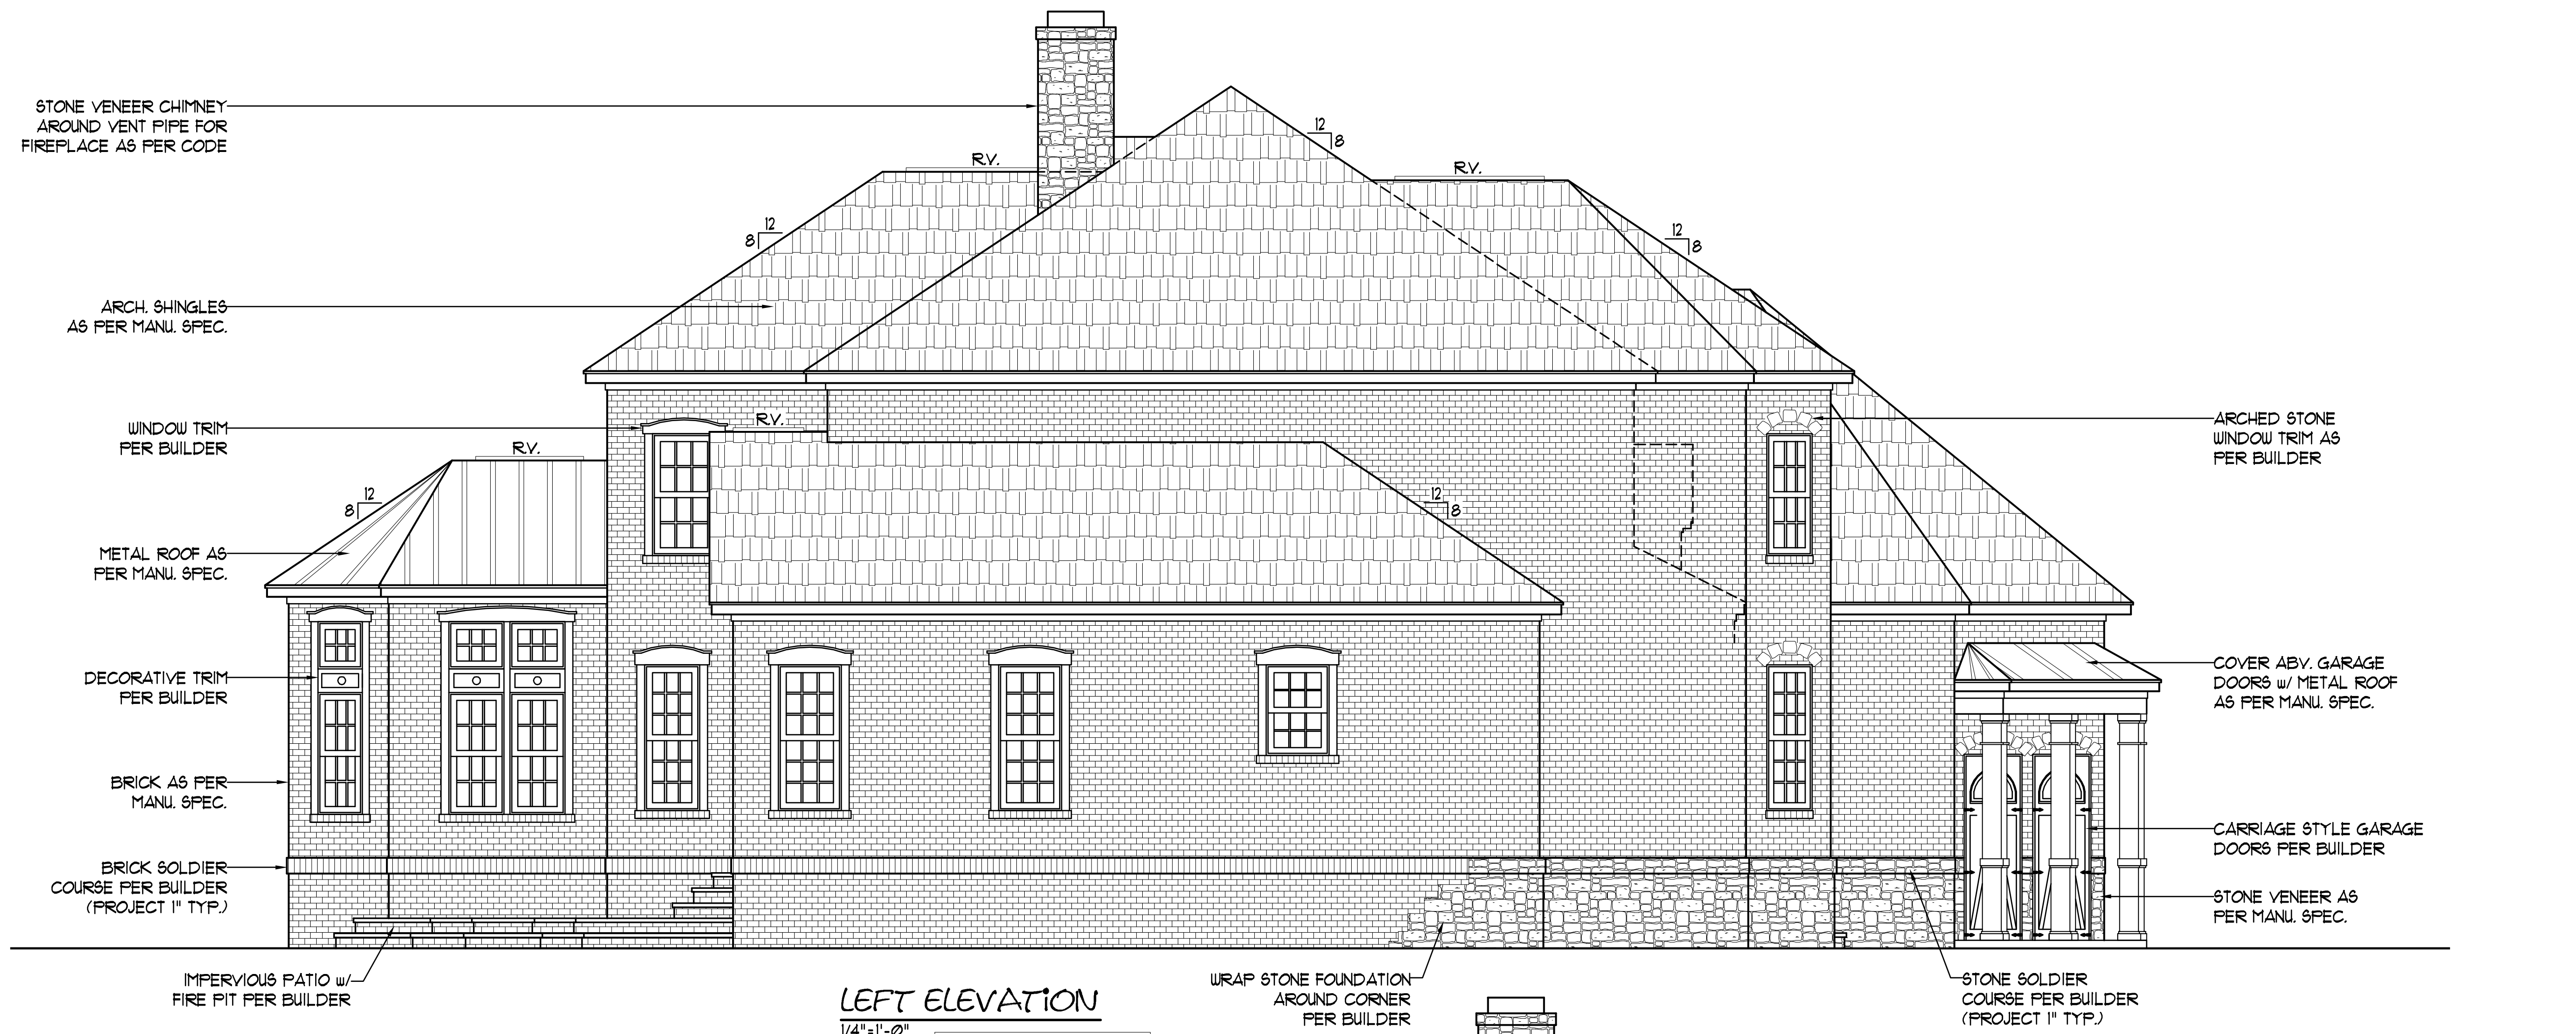 STONE VENEER CHIMNEY
AROUND VENT PIPE FOR
FIREPLACE AS PER CODE
R.V.
12
8
R.V.
12
8
12
8
ARCH. SHINGLES
AS PER MANU. SPEC.
WINDOW TRIM
PER BUILDER
R.V.
R.V.
ARCHED STONE
WINDOW TRIM AS
PER BUILDER
12
8
12
8
METAL ROOF AS
PER MANU. SPEC.
DECORATIVE TRIM
PER BUILDER
COVER ABV. GARAGE
DOORS w/ METAL ROOF
AS PER MANU. SPEC.
BRICK AS PER
MANU. SPEC.
CARRIAGE STYLE GARAGE
DOORS PER BUILDER
BRICK SOLDIER
COURSE PER BUILDER
(PROJECT 1" TYP.)
STONE VENEER AS
PER MANU. SPEC.
IMPERVIOUS PATIO w/
FIRE PIT PER BUILDER
WRAP STONE FOUNDATION
AROUND CORNER
PER BUILDER
STONE SOLDIER
COURSE PER BUILDER
(PROJECT 1" TYP.)
LEFT ELEVATION
1/4"=1'-0"